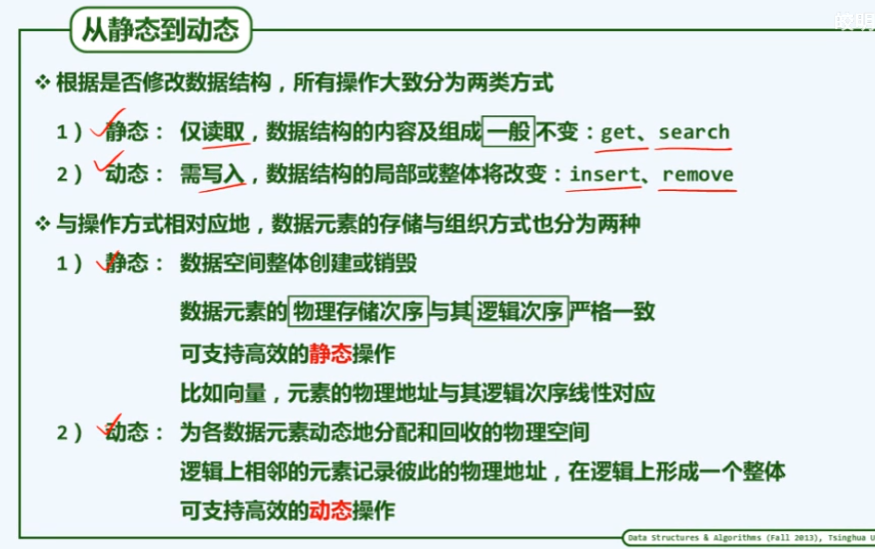 从静态到动态
❖ 根据是否修改数据结构，所有操作大致分为两类方式
1） 静态： 仅读取，数据结构的内容及组成一般不变：get、search
2） 动态： 需写入，数据结构的局部或整体将改变：insert、remove
❖ 与操作方式相对应地，数据元素的存储与组织方式也分为两种
1） 静态： 数据空间整体创建或销毁
数据元素的物理存储次序与其逻辑次序严格一致
可支持高效的静态操作
比如向量，元素的物理地址与其逻辑次序线性对应
2） 动态： 为各数据元素动态地分配和回收的物理空间
逻辑上相邻的元素记录彼此的物理地址，在逻辑上形成一个整体
可支持高效的动态操作
Data Structures & Algorithms (Fall 2013), Tsinghua U